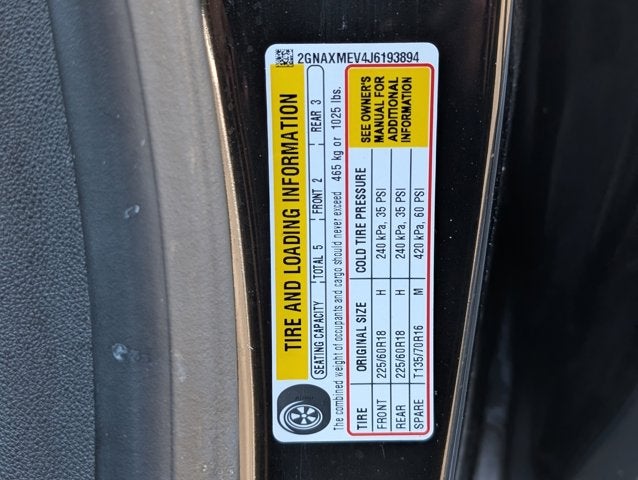 2GNAXMEV4J6193894
TIRE AND LOADING INFORMATION
SEATING CAPACITY TOTAL 5 FRONT 2 REAR 3
The combined weight of occupants and cargo should never exceed 465 kg or 1025 lbs.
TIRE ORIGINAL SIZE COLD TIRE PRESSURE
FRONT 225/60R18 H 240 kPa, 35 PSI
REAR 225/60R18 H 240 kPa, 35 PSI
SPARE T135/70R16 M 420 kPa, 60 PSI
SEE OWNER'S
MANUAL FOR
ADDITIONAL
INFORMATION